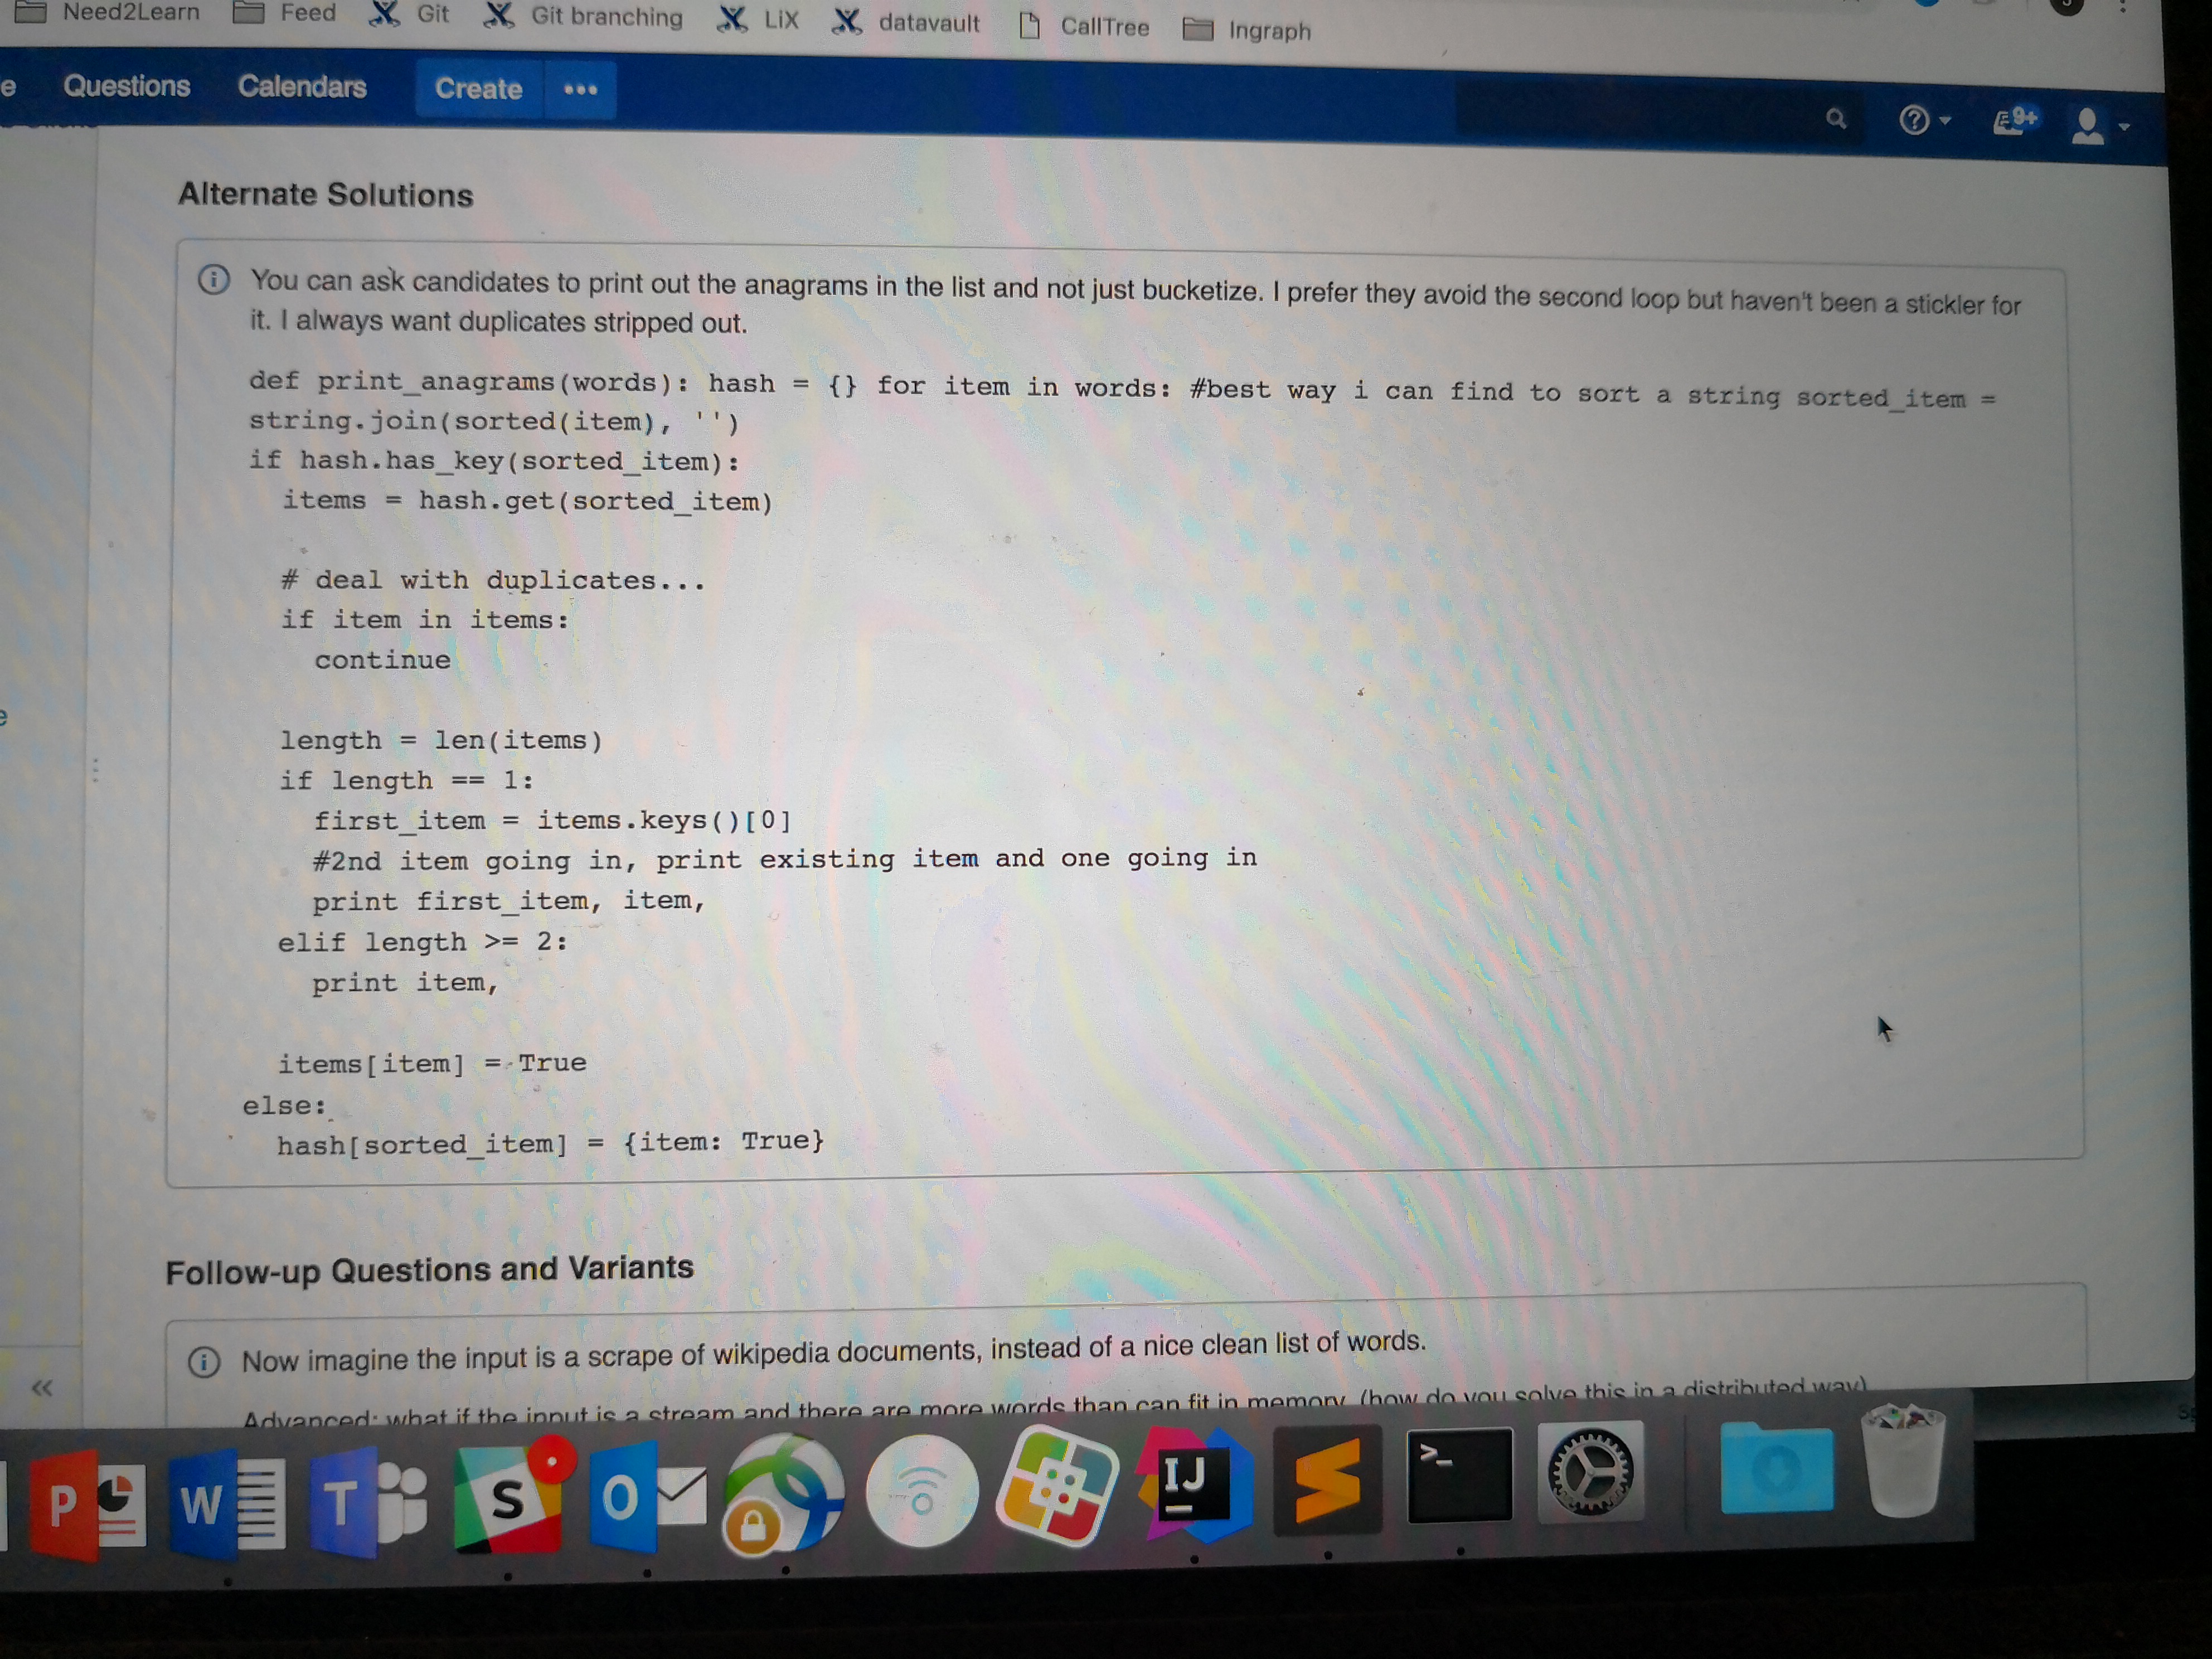 Need2Learn Feed Git Git branching LiX datavault CallTree Ingraph
e Questions Calendars Create ••• 9+
Alternate Solutions
You can ask candidates to print out the anagrams in the list and not just bucketize. I prefer they avoid the second loop but haven't been a stickler for
it. I always want duplicates stripped out.
def print_anagrams(words): hash = {} for item in words: #best way i can find to sort a string sorted_item =
string.join(sorted(item), '')
if hash.has_key(sorted_item):
items = hash.get(sorted_item)
# deal with duplicates...
if item in items:
continue
length = len(items)
if length == 1:
first_item = items.keys()[0]
#2nd item going in, print existing item and one going in
print first_item, item,
elif length >= 2:
print item,
items[item] = True
else:
hash[sorted_item] = {item: True}
Follow-up Questions and Variants
Now imagine the input is a scrape of wikipedia documents, instead of a nice clean list of words.
Advanced: what if the input is a stream and there are more words than can fit in memory (how do you solve this in a distributed way)
P W T S O IJ >_